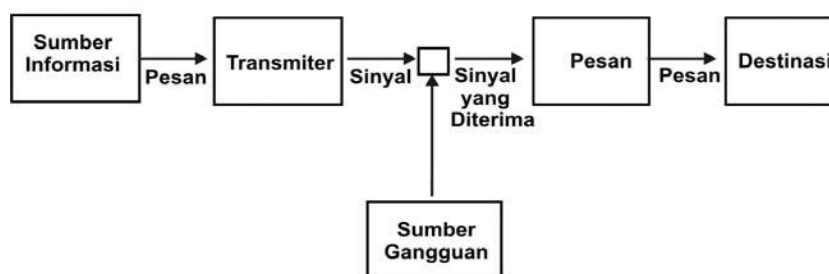 Sumber
Informasi
Pesan
Transmiter
Sinyal
Sinyal
yang
Diterima
Pesan
Pesan
Destinasi
Sumber
Gangguan